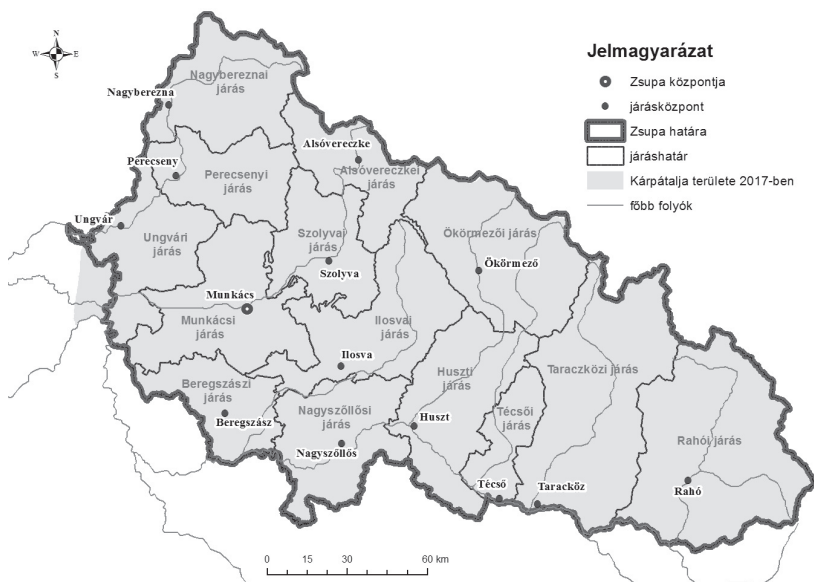 N
W E
S
Jelmagyarázat
Zsupa központja
járásközpont
Zsupa határa
járáshatár
Kárpátalja területe 2017-ben
főbb folyók
Nagybereznai
járás
Nagyberezna
Alsóvereczke
Perecseny
Perecsenyi
járás
Alsóvereczkei
járás
Ungvár
Ungvári
járás
Szolyvai
járás
Szolyva
Ökörmezői járás
Ökörmező
Munkács
Munkácsi
járás
Ilosvai
járás
Ilosva
Huszti
járás
Taraczközi járás
Beregszászi
járás
Beregszász
Nagyszőllősi
járás
Nagyszőllős
Huszt
Técsői
járás
Técső
Taracköz
Rahói járás
Rahó
0 15 30 60 km